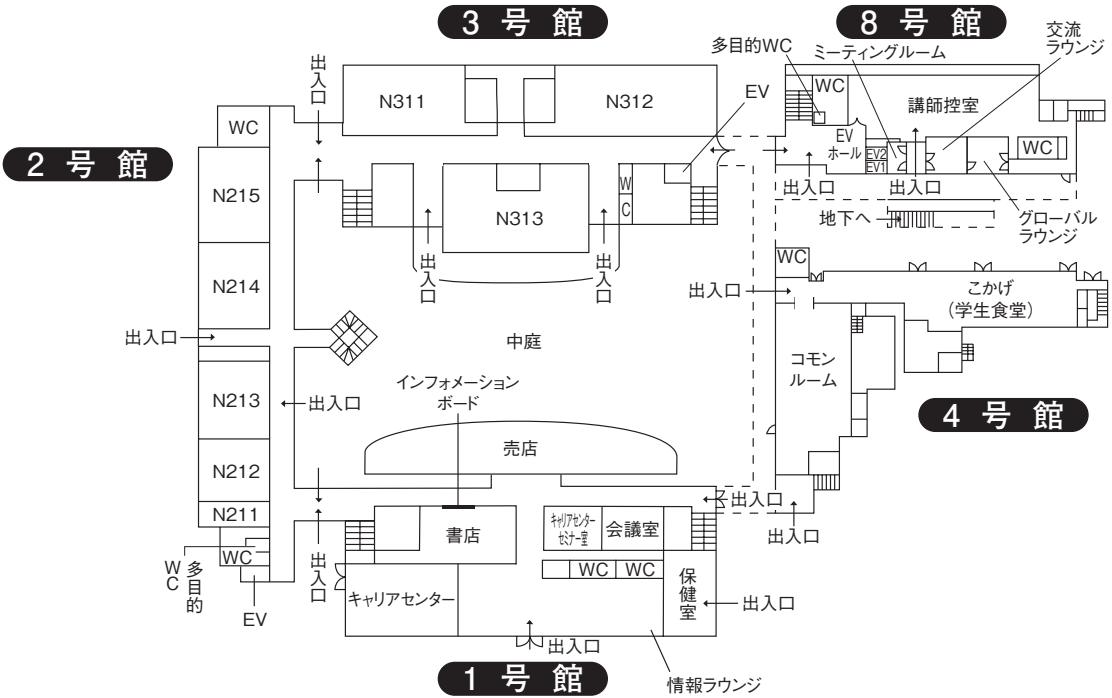 3 号 館
8 号 館
交流
ラウンジ
多目的WC
ミーティングルーム
出入口
EV
WC
講師控室
N311
N312
WC
EV
ホール
EV2
EV1
WC
2 号 館
N215
出入口
出入口
W
C
N313
地下へ
グローバル
ラウンジ
出入口
出入口
WC
N214
出入口
こかげ
(学生食堂)
出入口
中庭
コモン
ルーム
インフォメーション
ボード
N213
出入口
4 号 館
売店
N212
出入口
N211
書店
キャリアセンター
セミナー室
会議室
出入口
WC
多目的
WC
出入口
WC
WC
保健室
キャリアセンター
出入口
EV
出入口
1 号 館
情報ラウンジ